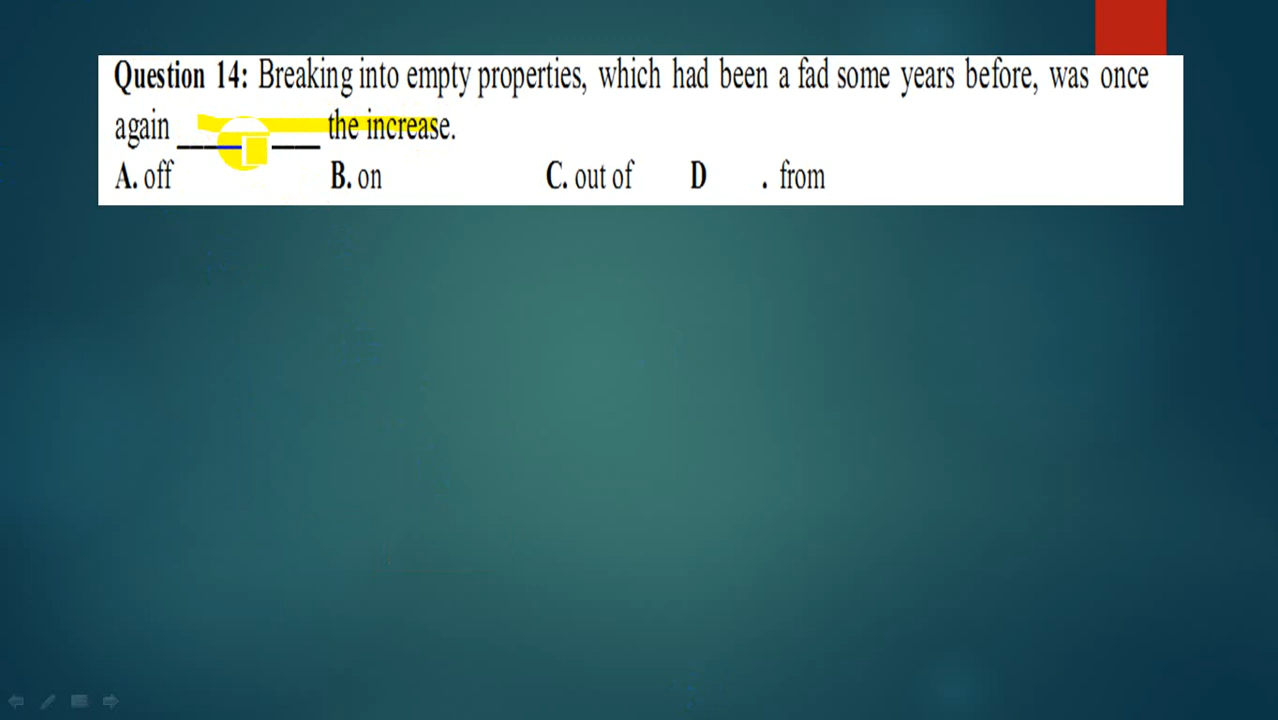 Question 14: Breaking into empty properties, which had been a fad some years before, was once
again ___________ the increase.
A. off B. on C. out of D . from